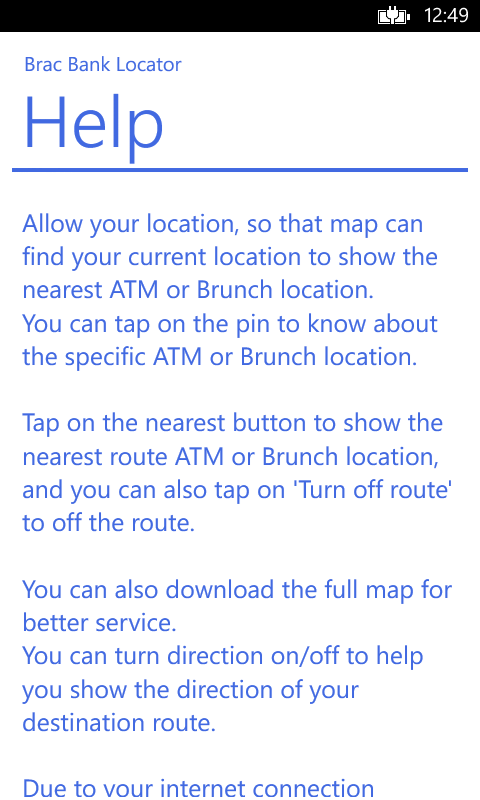 12:49
Brac Bank Locator
Help
Allow your location, so that map can
find your current location to show the
nearest ATM or Brunch location.
You can tap on the pin to know about
the specific ATM or Brunch location.
Tap on the nearest button to show the
nearest route ATM or Brunch location,
and you can also tap on 'Turn off route'
to off the route.
You can also download the full map for
better service.
You can turn direction on/off to help
you show the direction of your
destination route.
Due to your internet connection